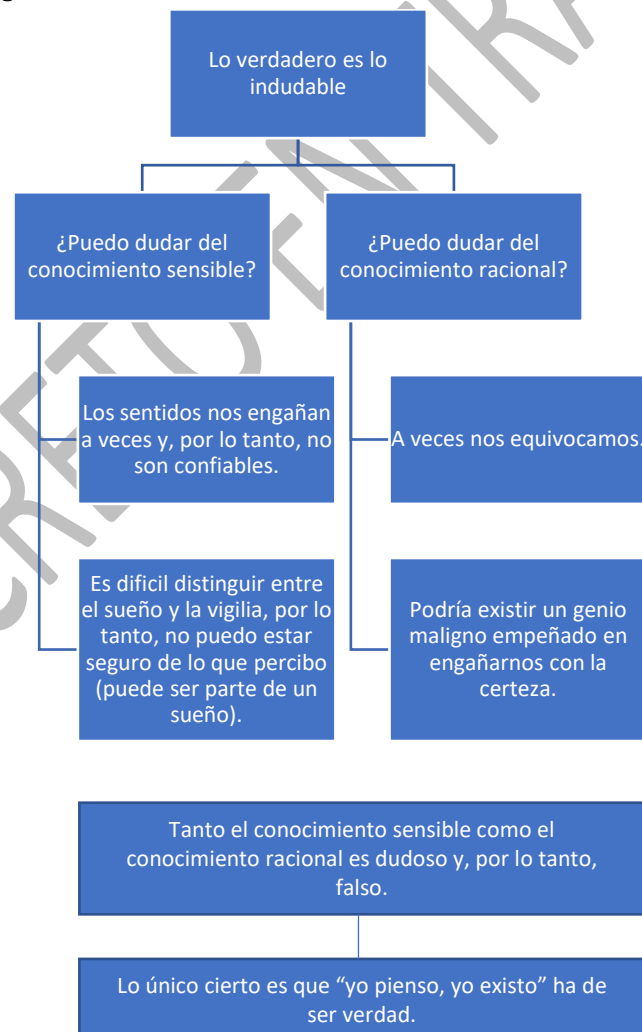 Lo verdadero es lo
indudable
¿Puedo dudar del
conocimiento sensible?
¿Puedo dudar del
conocimiento racional?
Los sentidos nos engañan
a veces y, por lo tanto, no
son confiables.
A veces nos equivocamos.
Es dificil distinguir entre
el sueño y la vigilia, por lo
tanto, no puedo estar
seguro de lo que percibo
(puede ser parte de un
sueño).
Podría existir un genio
maligno empeñado en
engañarnos con la
certeza.
Tanto el conocimiento sensible como el
conocimiento racional es dudoso y, por lo tanto,
falso.
Lo único cierto es que “yo pienso, yo existo” ha de
ser verdad.